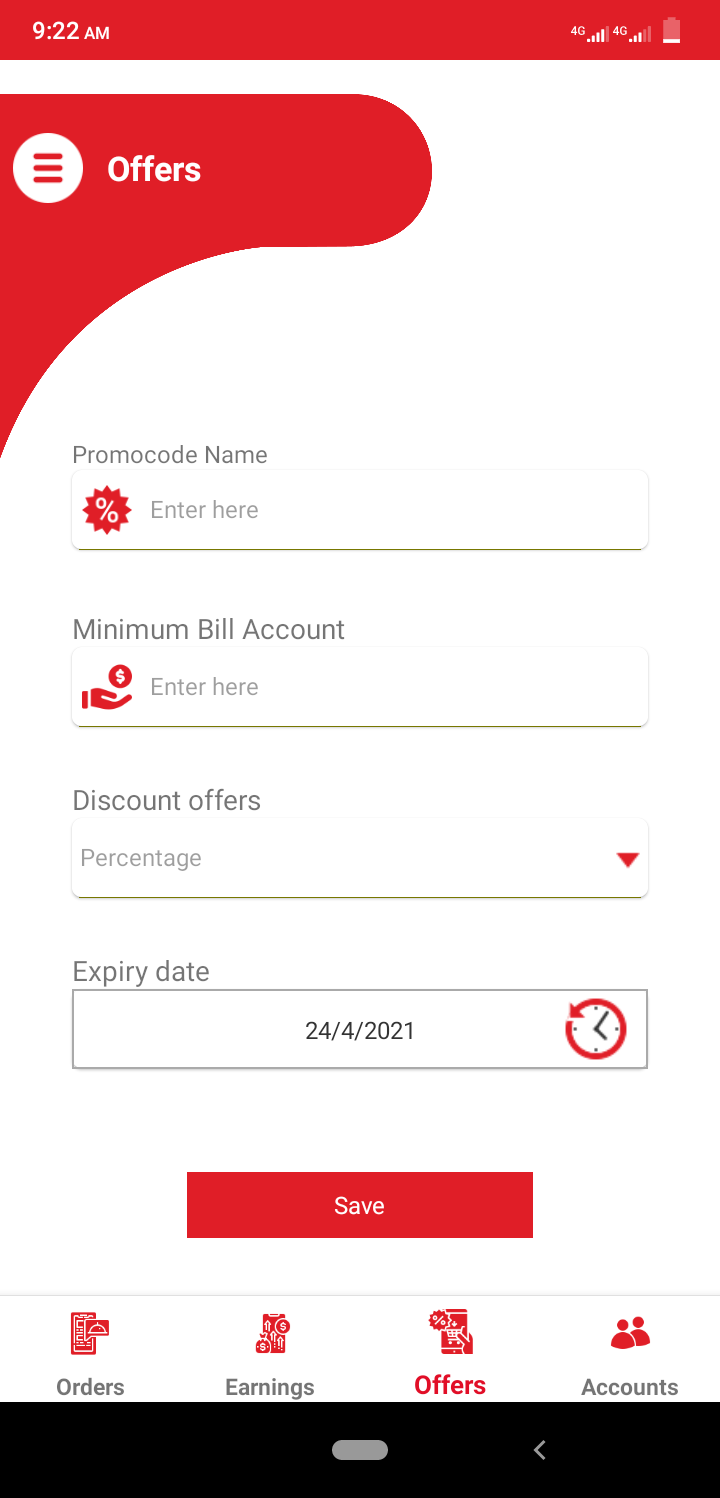 9:22 AM
4G 4G
Offers
Promocode Name
% Enter here
Minimum Bill Account
$ Enter here
Discount offers
Percentage
Expiry date
24/4/2021
Save
Orders
Earnings
Offers
Accounts